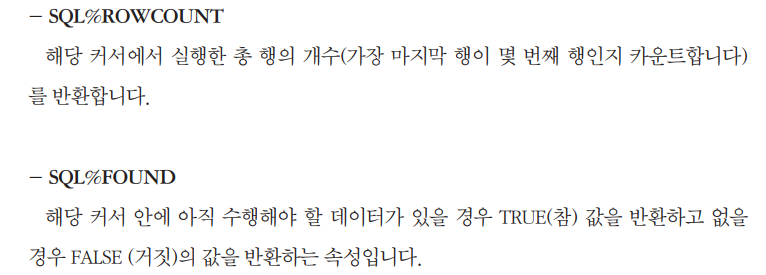 – SQL%ROWCOUNT
해당 커서에서 실행한 총 행의 개수(가장 마지막 행이 몇 번째 행인지 카운트합니다)
를 반환합니다.
– SQL%FOUND
해당 커서 안에 아직 수행해야 할 데이터가 있을 경우 TRUE(참) 값을 반환하고 없을
경우 FALSE (거짓)의 값을 반환하는 속성입니다.